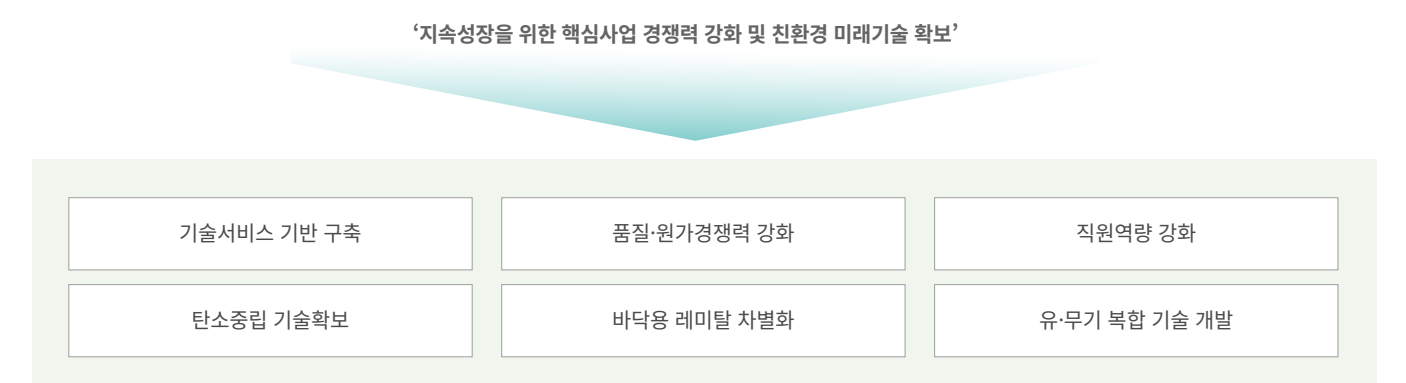 ‘지속성장을 위한 핵심사업 경쟁력 강화 및 친환경 미래기술 확보’
기술서비스 기반 구축
품질·원가경쟁력 강화
직원역량 강화
탄소중립 기술확보
바닥용 레미탈 차별화
유·무기 복합 기술 개발